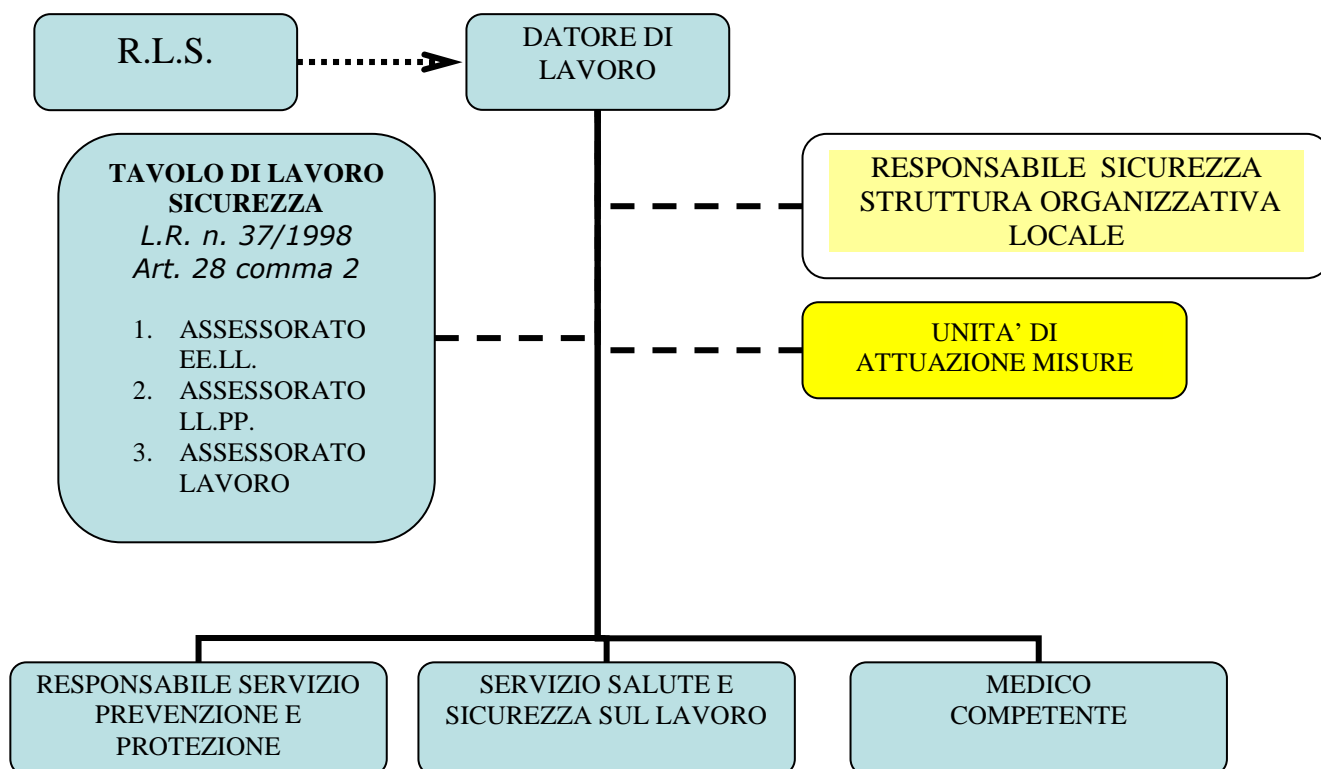 R.L.S.
DATORE DI
LAVORO
TAVOLO DI LAVORO
SICUREZZA
L.R. n. 37/1998
Art. 28 comma 2
1. ASSESSORATO
EE.LL.
2. ASSESSORATO
LL.PP.
3. ASSESSORATO
LAVORO
RESPONSABILE SICUREZZA
STRUTTURA ORGANIZZATIVA
LOCALE
UNITA’ DI
ATTUAZIONE MISURE
RESPONSABILE SERVIZIO
PREVENZIONE E
PROTEZIONE
SERVIZIO SALUTE E
SICUREZZA SUL LAVORO
MEDICO
COMPETENTE